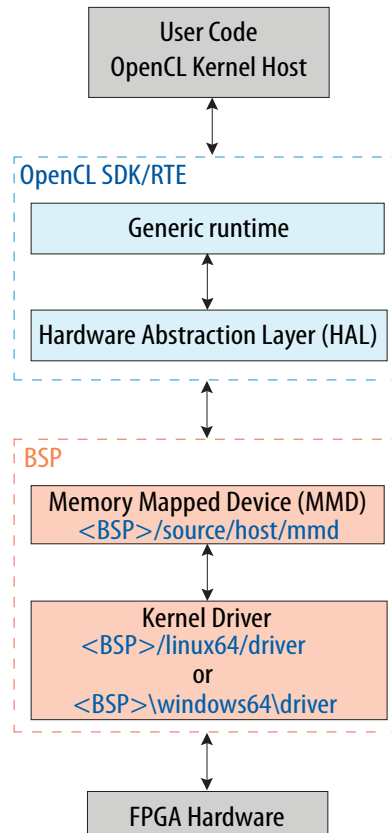 User Code
OpenCL Kernel Host
OpenCL SDK/RTE
Generic runtime
Hardware Abstraction Layer (HAL)
BSP
Memory Mapped Device (MMD)
<BSP>/source/host/mmd
Kernel Driver
<BSP>/linux64/driver
or
<BSP>\windows64\driver
FPGA Hardware